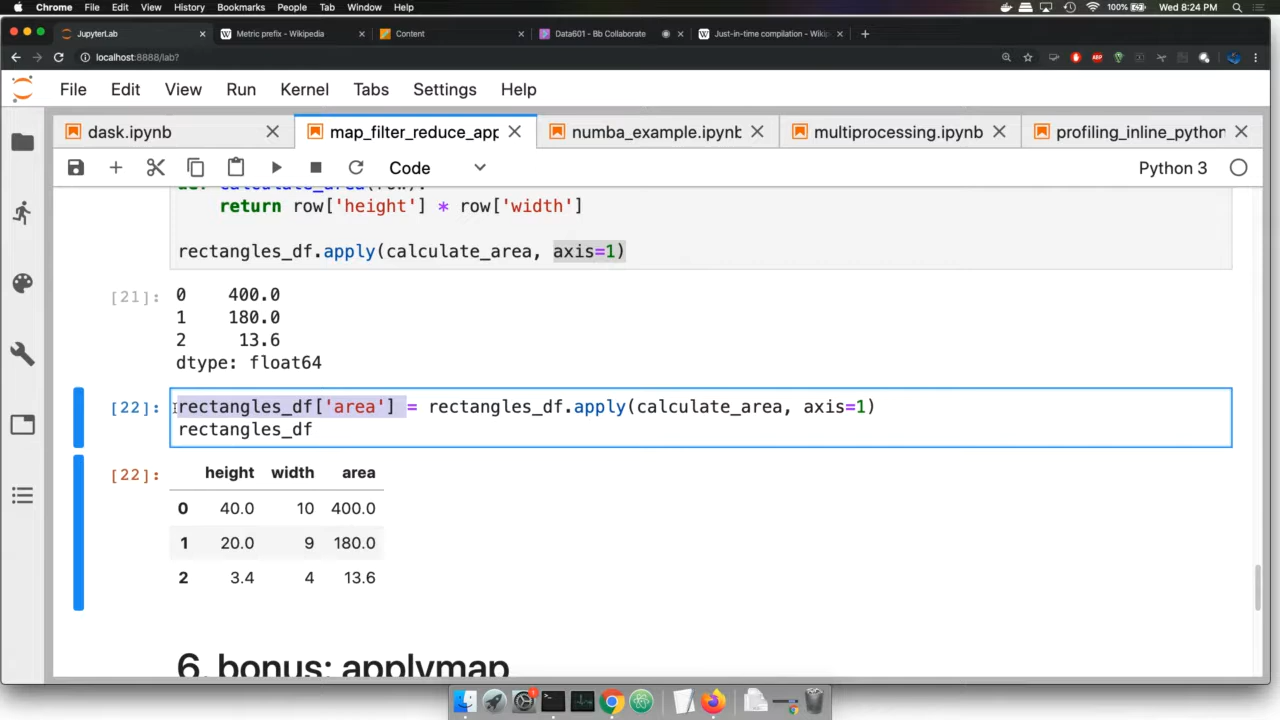 Chrome File Edit View History Bookmarks People Tab Window Help 100% Wed 8:24 PM
JupyterLab Metric prefix - Wikipedia Content Data601 - Bb Collaborate Just-in-time compilation - Wiki
localhost:8888/lab?
File Edit View Run Kernel Tabs Settings Help
dask.ipynb map_filter_reduce_app numba_example.ipynb multiprocessing.ipynb profiling_inline_python
Code Python 3
def calculate_area(row):
return row['height'] * row['width']
rectangles_df.apply(calculate_area, axis=1)
[21]: 0 400.0
1 180.0
2 13.6
dtype: float64
[22]: rectangles_df['area'] = rectangles_df.apply(calculate_area, axis=1)
rectangles_df
[22]: height width area
0 40.0 10 400.0
1 20.0 9 180.0
2 3.4 4 13.6
6. bonus: applymap